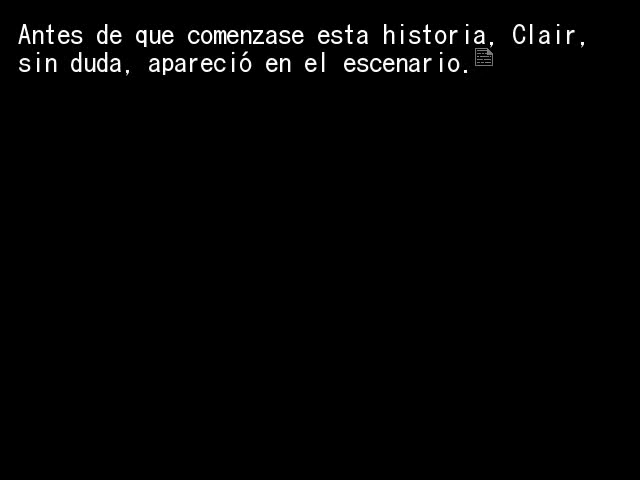 Antes de que comenzase esta historia, Clair,
sin duda, apareció en el escenario.